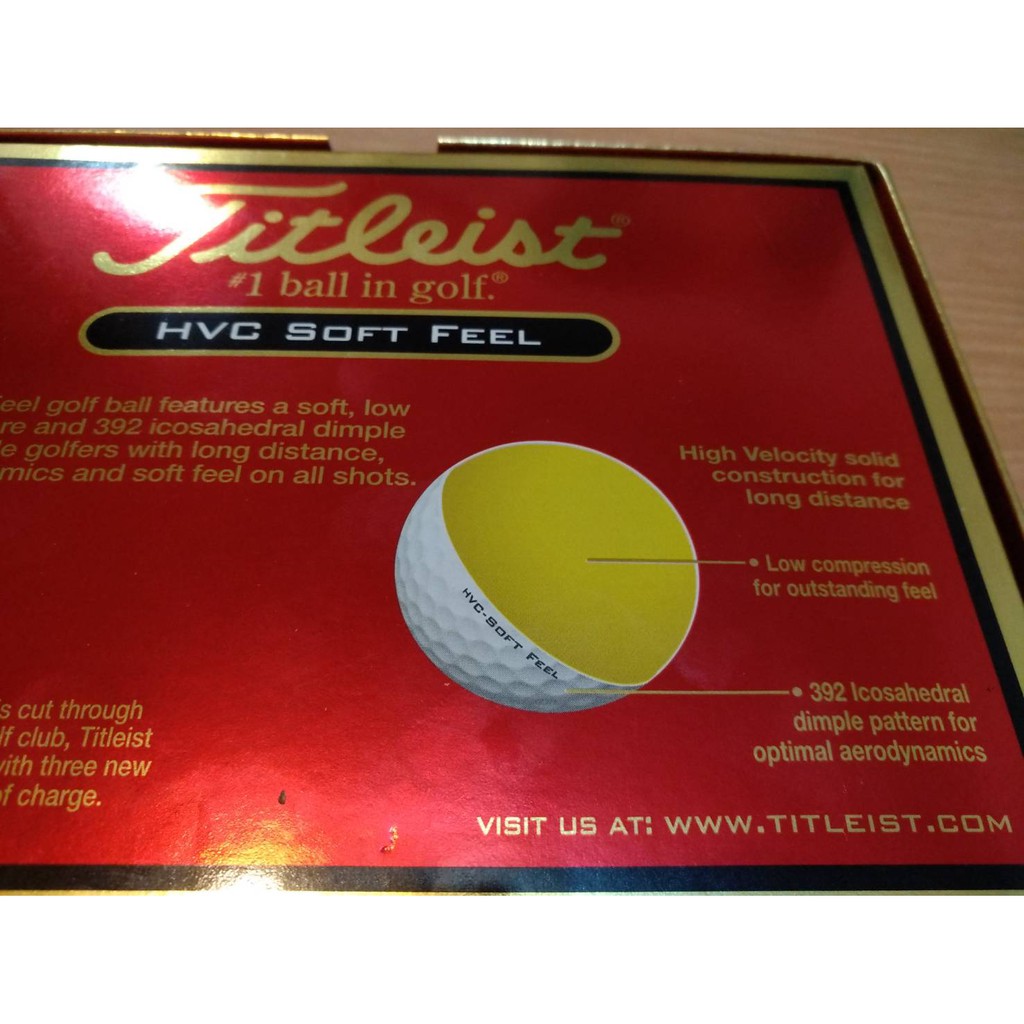 Titleist®
#1 ball in golf.®
HVC SOFT FEEL
eel golf ball features a soft, low
re and 392 icosahedral dimple
le golfers with long distance,
mics and soft feel on all shots.
High Velocity solid
construction for
long distance
• Low compression
for outstanding feel
HVC-SOFT FEEL
• 392 Icosahedral
dimple pattern for
optimal aerodynamics
s cut through
lf club, Titleist
with three new
of charge.
VISIT US AT: WWW.TITLEIST.COM